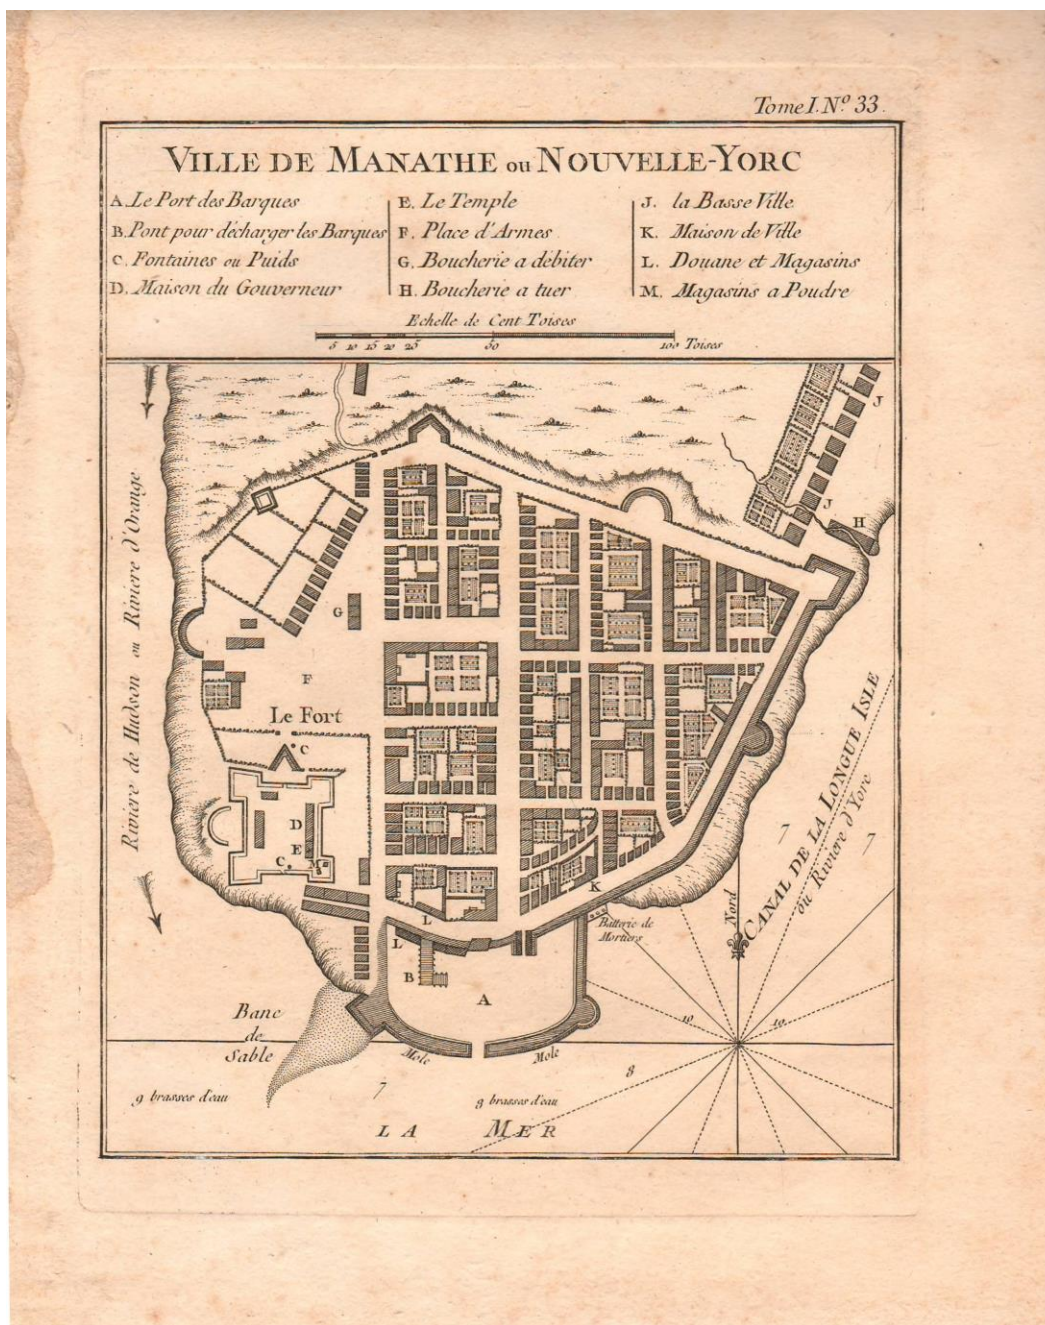 Tome I. Nº 33.
VILLE DE MANATHE ou NOUVELLE-YORC
A. Le Port des Barques
B. Pont pour décharger les Barques
C. Fontaines ou Puids
D. Maison du Gouverneur
E. Le Temple
F. Place d'Armes
G. Boucherie a débiter
H. Boucherie a tuer
J. la Basse Ville
K. Maison de Ville
L. Douane et Magasins
M. Magasins a Poudre
Echelle de Cent Toises
5 10 15 20 25 50 100 Toises
J
J
H
Riviere de Hudson ou Riviere d'Orange
G
F
Le Fort
C
D
E
C
M
K
L
L
B
A
Batterie de
Mortiers
Nord
CANAL DE LA LONGUE ISLE
ou Riviere d'Yorc
7
7
Banc
de
Sable
Mole
Mole
10
10
8
7
9 brasses d'eau
9 brasses d'eau
LA MER